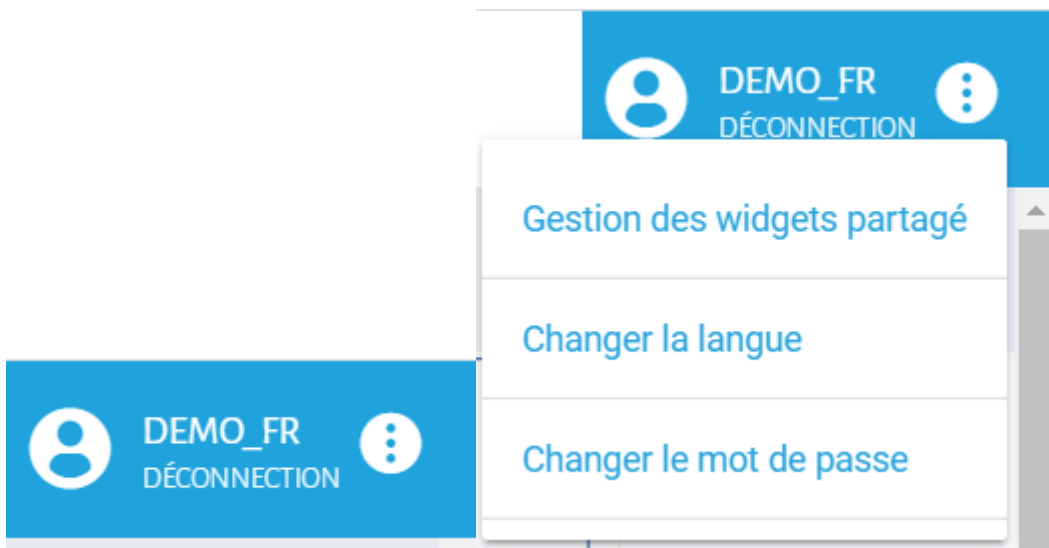 DEMO_FR
DÉCONNECTION
Gestion des widgets partagé
Changer la langue
Changer le mot de passe
DEMO_FR
DÉCONNECTION